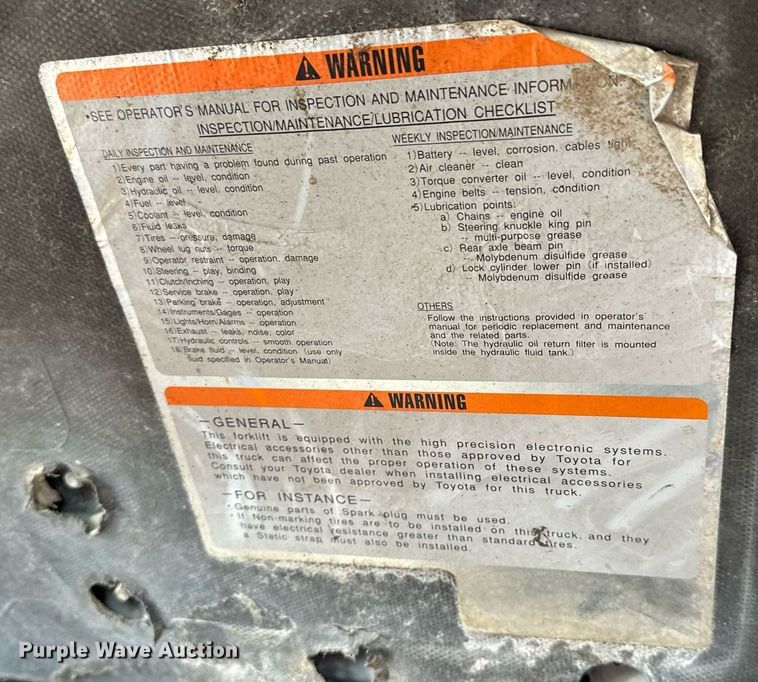 ⚠ WARNING
•SEE OPERATOR'S MANUAL FOR INSPECTION AND MAINTENANCE INFORM ON.
INSPECTION/MAINTENANCE/LUBRICATION CHECKLIST
DAILY INSPECTION AND MAINTENANCE
1)Every part having a problem found during past operation
2)Engine oil -- level, condition
3)Hydraulic oil -- level, condition
4)Fuel -- level
5)Coolant -- level, condition
6)Fluid leaks
7)Tires -- pressure, damage
8)Wheel lug nuts -- torque
9)Operator restraint -- operation, damage
10)Steering -- play, binding
11)Clutch/Inching -- operation, play
12)Service brake -- operation, play
13)Parking brake -- operation, adjustment
14)Instruments/Gages -- operation
15)Lights/Horn/Alarms -- operation
16)Exhaust -- leaks, noise, color
17)Hydraulic controls -- smooth operation
18)Brake fluid -- level, condition (use only
fluid specified in Operator's Manual)
WEEKLY INSPECTION/MAINTENANCE
1)Battery -- level, corrosion, cables tight
2)Air cleaner -- clean
3)Torque converter oil -- level, condition
4)Engine belts -- tension, condition
5)Lubrication points:
a) Chains -- engine oil
b) Steering knuckle king pin
-- multi-purpose grease
c) Rear axle beam pin
-- Molybdenum disulfide grease
d) Lock cylinder lower pin (if installed)
-- Molybdenum disulfide grease
OTHERS
Follow the instructions provided in operator's
manual for periodic replacement and maintenance
and the related parts.
(Note: The hydraulic oil return filter is mounted
inside the hydraulic fluid tank.)
⚠ WARNING
—GENERAL—
This forklift is equipped with the high precision electronic systems.
Electrical accessories other than those approved by Toyota for
this truck can affect the proper operation of these systems.
Consult your Toyota dealer when installing electrical accessories
which have not been approved by Toyota for this truck.
—FOR INSTANCE—
· Genuine parts of Spark plug must be used.
· If Non-marking tires are to be installed on this truck, and they
have electrical resistance greater than standard tires.
a Static strap must also be installed.
Purple Wave Auction